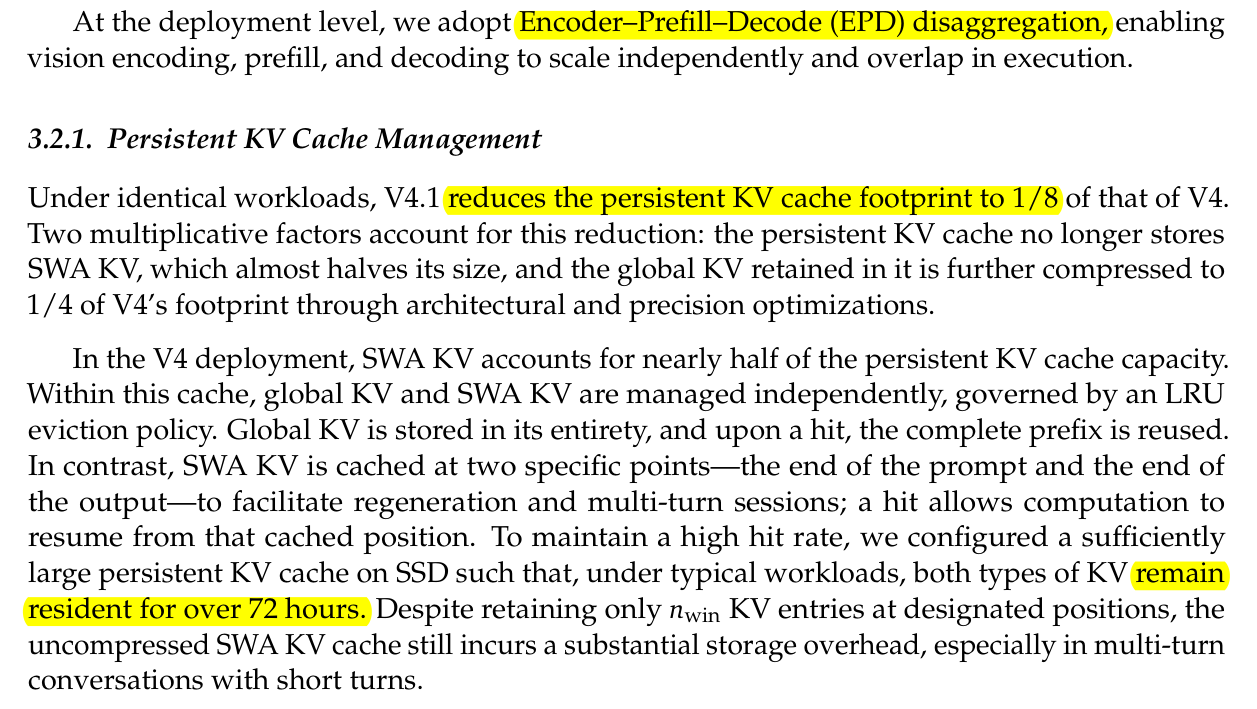 At the deployment level, we adopt Encoder–Prefill–Decode (EPD) disaggregation, enabling
vision encoding, prefill, and decoding to scale independently and overlap in execution.
3.2.1. Persistent KV Cache Management
Under identical workloads, V4.1 reduces the persistent KV cache footprint to 1/8 of that of V4.
Two multiplicative factors account for this reduction: the persistent KV cache no longer stores
SWA KV, which almost halves its size, and the global KV retained in it is further compressed to
1/4 of V4’s footprint through architectural and precision optimizations.
In the V4 deployment, SWA KV accounts for nearly half of the persistent KV cache capacity.
Within this cache, global KV and SWA KV are managed independently, governed by an LRU
eviction policy. Global KV is stored in its entirety, and upon a hit, the complete prefix is reused.
In contrast, SWA KV is cached at two specific points—the end of the prompt and the end of
the output—to facilitate regeneration and multi-turn sessions; a hit allows computation to
resume from that cached position. To maintain a high hit rate, we configured a sufficiently
large persistent KV cache on SSD such that, under typical workloads, both types of KV remain
resident for over 72 hours. Despite retaining only n_win KV entries at designated positions, the
uncompressed SWA KV cache still incurs a substantial storage overhead, especially in multi-turn
conversations with short turns.